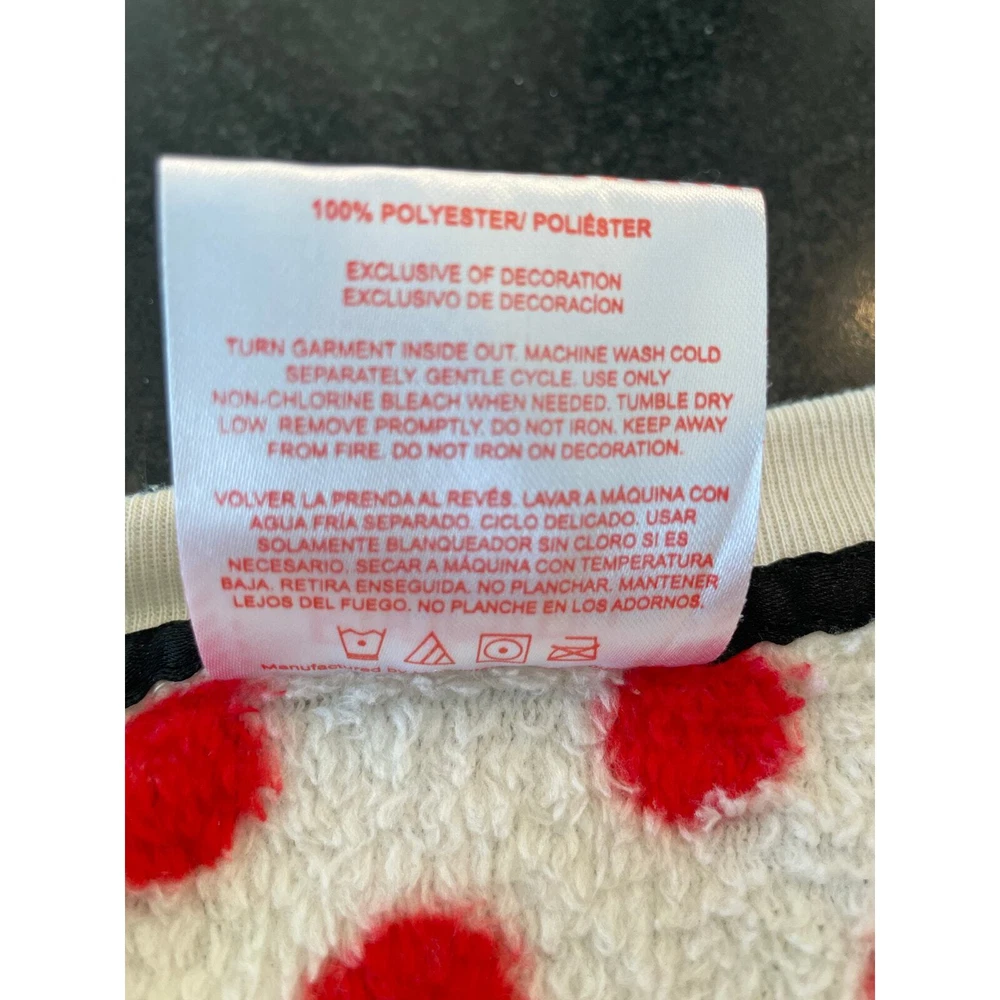 100% POLYESTER/ POLIÉSTER
EXCLUSIVE OF DECORATION
EXCLUSIVO DE DECORACÍON
TURN GARMENT INSIDE OUT. MACHINE WASH COLD
SEPARATELY. GENTLE CYCLE. USE ONLY
NON-CHLORINE BLEACH WHEN NEEDED. TUMBLE DRY
LOW. REMOVE PROMPTLY. DO NOT IRON. KEEP AWAY
FROM FIRE. DO NOT IRON ON DECORATION.
VOLVER LA PRENDA AL REVÉS. LAVAR A MÁQUINA CON
AGUA FRÍA SEPARADO. CICLO DELICADO. USAR
SOLAMENTE BLANQUEADOR SIN CLORO SI ES
NECESARIO. SECAR A MÁQUINA CON TEMPERATURA
BAJA. RETIRA ENSEGUIDA. NO PLANCHAR. MANTENER
LEJOS DEL FUEGO. NO PLANCHE EN LOS ADORNOS.
Manufactured